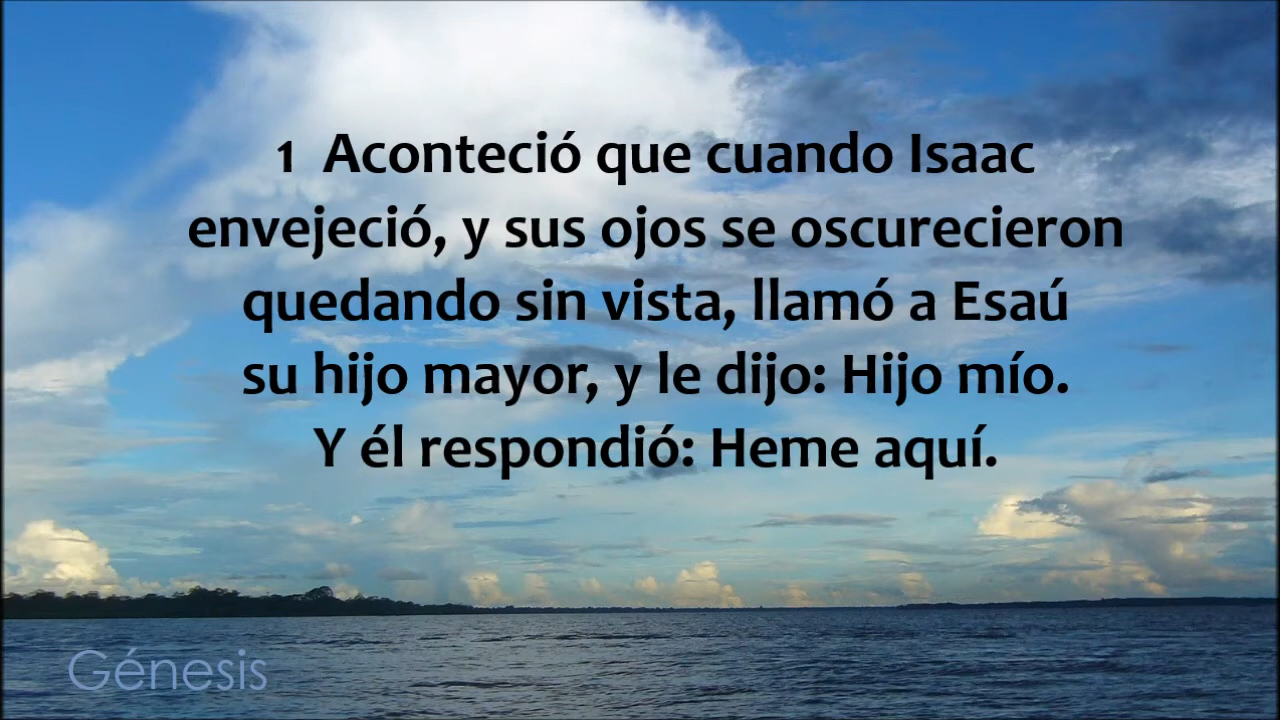 1 Aconteció que cuando Isaac
envejeció, y sus ojos se oscurecieron
quedando sin vista, llamó a Esaú
su hijo mayor, y le dijo: Hijo mío.
Y él respondió: Heme aquí.
Génesis